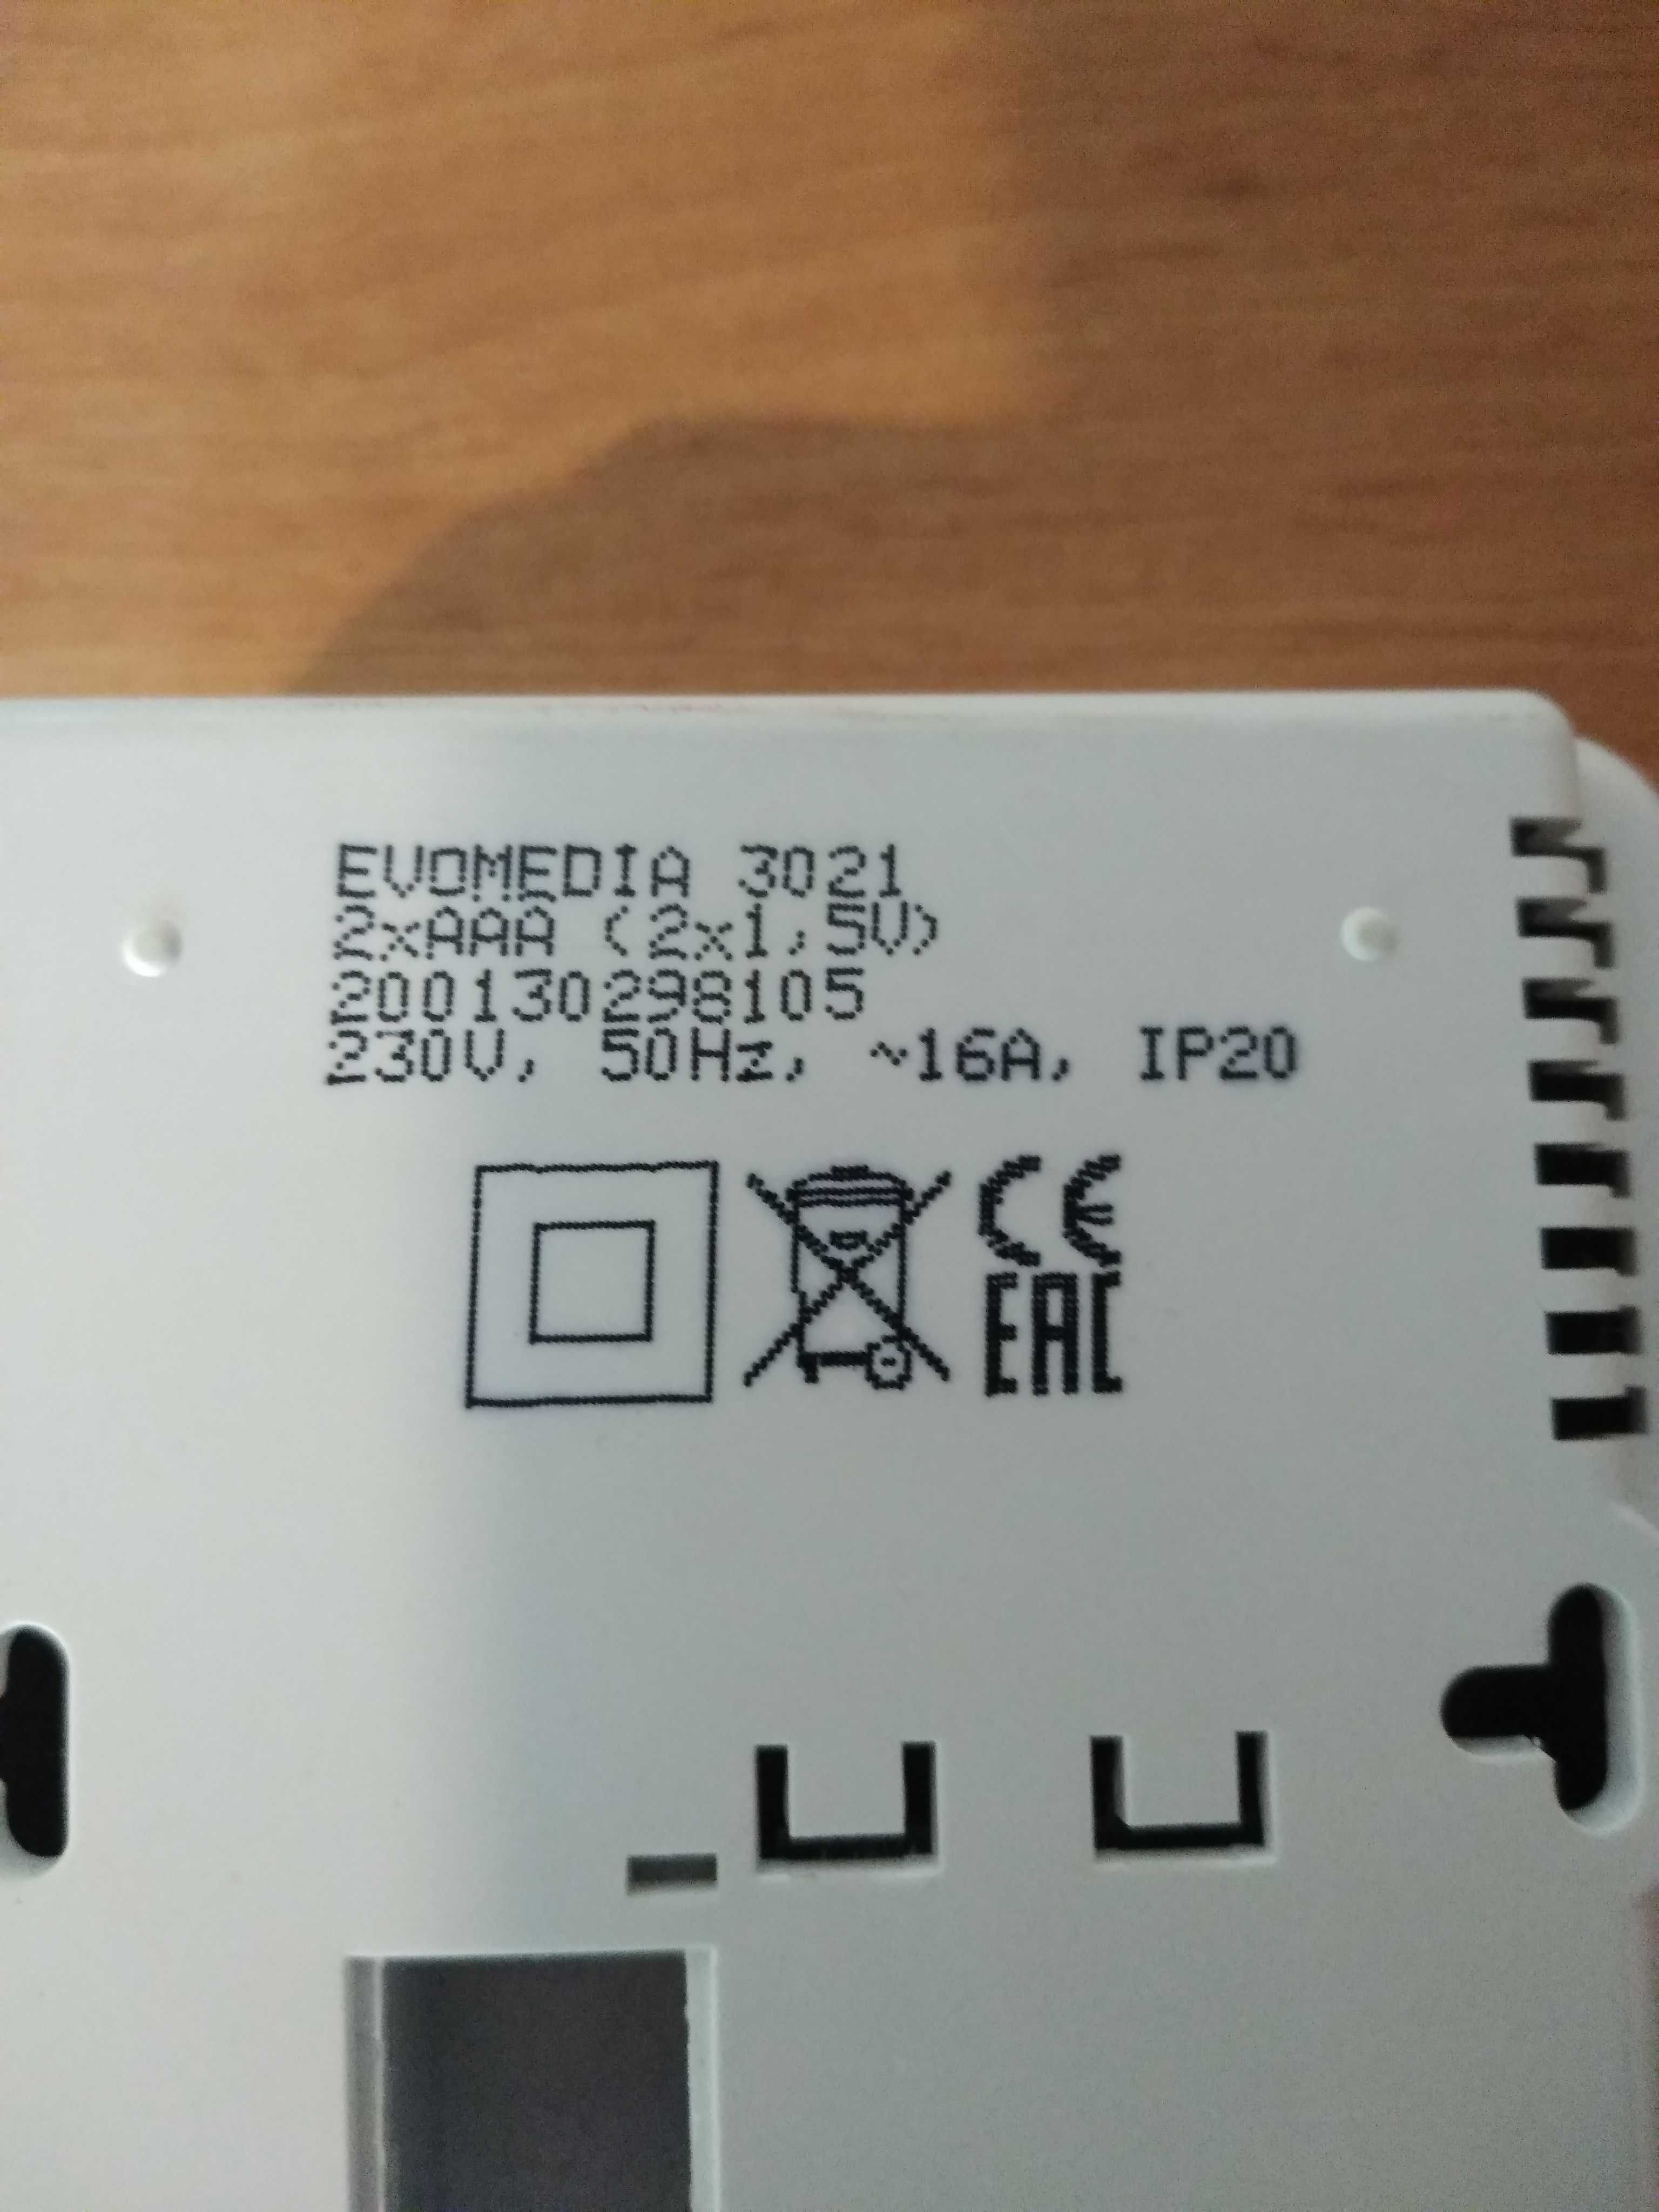 EVOMEDIA 3021
2xAAA (2x1,5V)
200130298105
230V, 50Hz, ~16A, IP20
CE
EAC